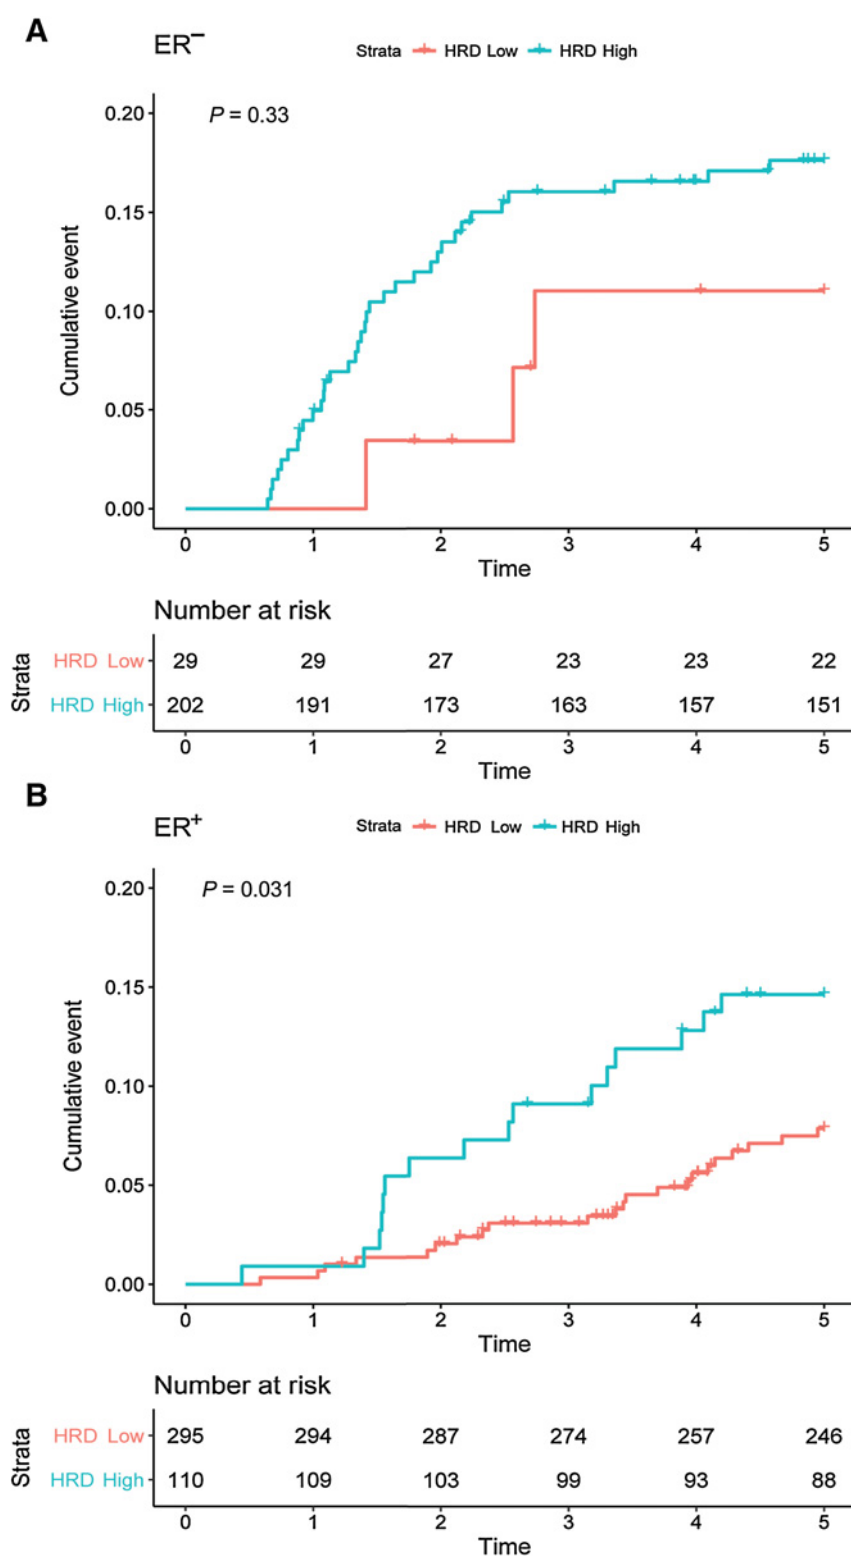 A
ER−
Strata HRD Low HRD High
P = 0.33
0.20
0.15
0.10
0.05
0.00
Cumulative event
0 1 2 3 4 5
Time
Number at risk
Strata
HRD Low 29 29 27 23 23 22
HRD High 202 191 173 163 157 151
0 1 2 3 4 5
Time
B
ER+
Strata HRD Low HRD High
P = 0.031
0.20
0.15
0.10
0.05
0.00
Cumulative event
0 1 2 3 4 5
Time
Number at risk
Strata
HRD Low 295 294 287 274 257 246
HRD High 110 109 103 99 93 88
0 1 2 3 4 5
Time